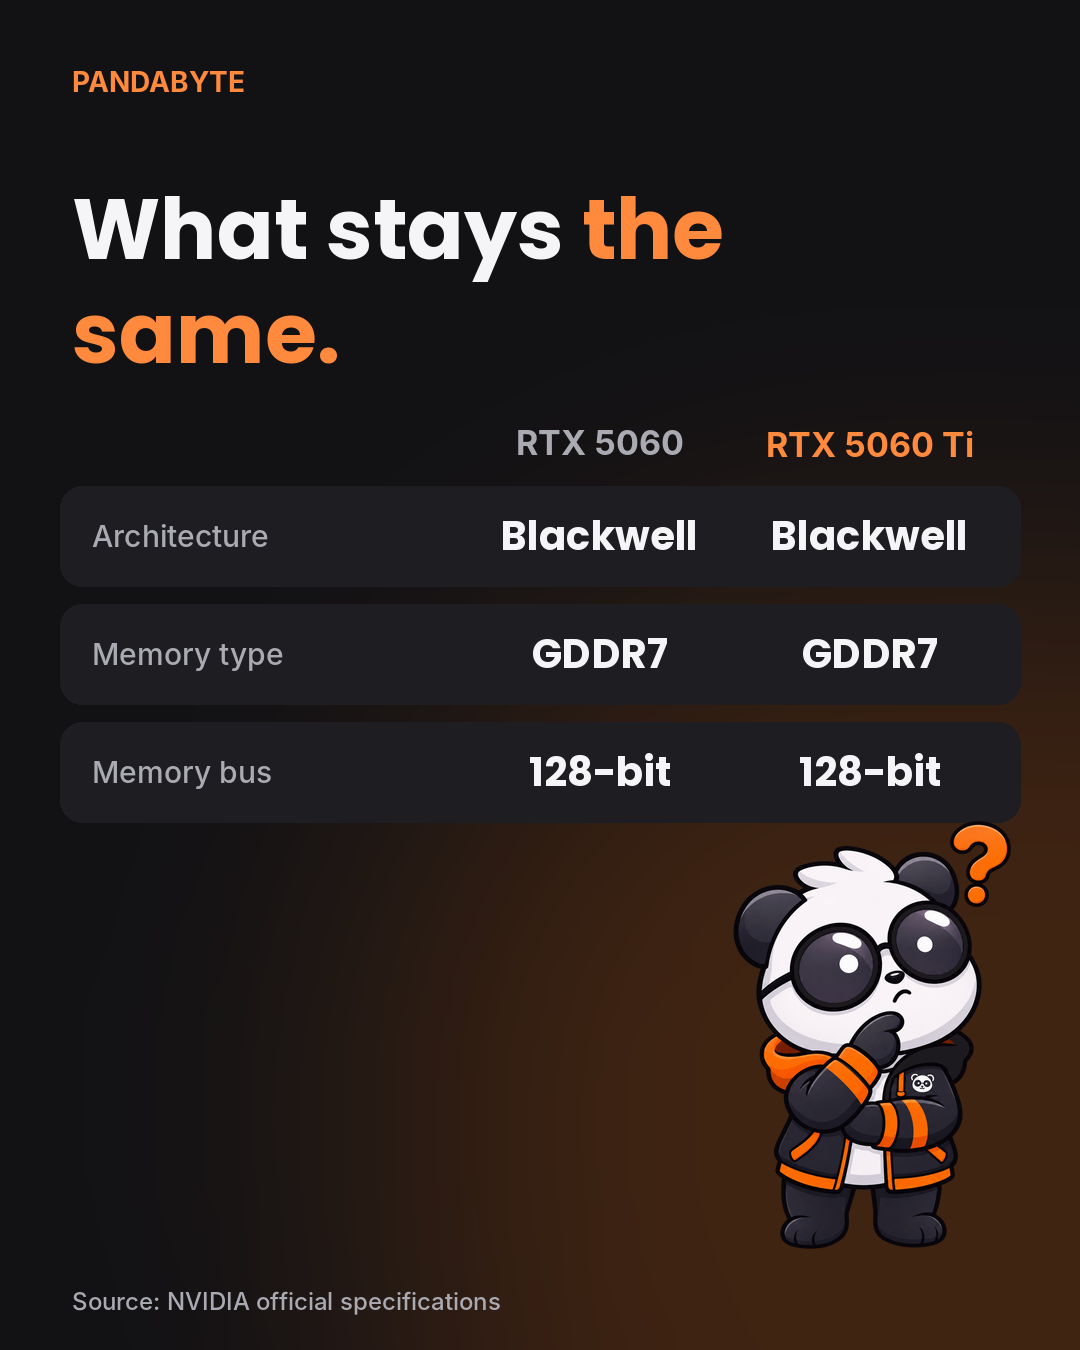 PANDABYTE
What stays the
same.
RTX 5060 RTX 5060 Ti
Architecture Blackwell Blackwell
Memory type GDDR7 GDDR7
Memory bus 128-bit 128-bit
?
Source: NVIDIA official specifications